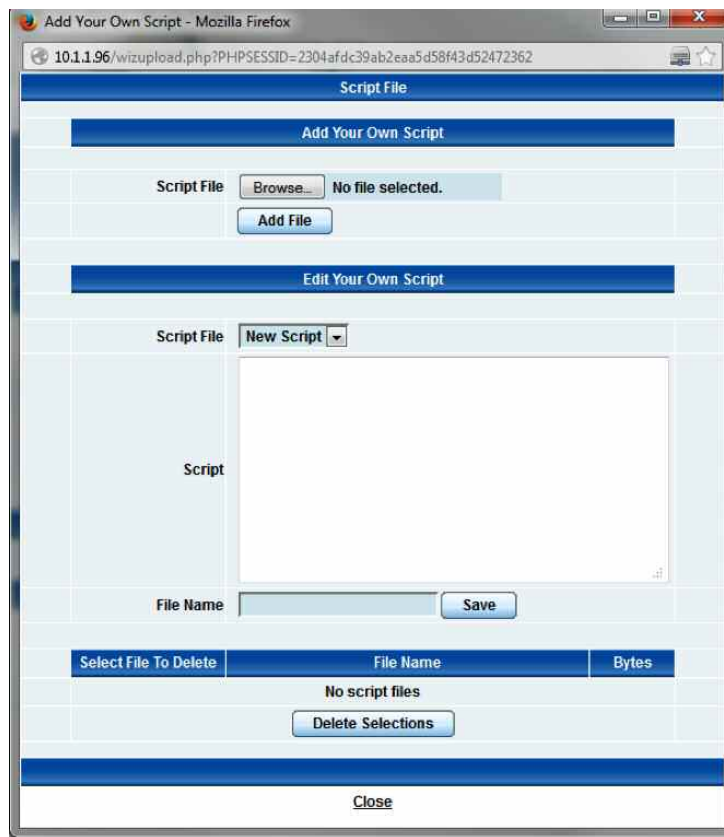 Add Your Own Script - Mozilla Firefox
10.1.1.96/wizupload.php?PHPSESSID=2304afdc39ab2eaa5d58f43d52472362
Script File
Add Your Own Script
Script File Browse... No file selected.
Add File
Edit Your Own Script
Script File New Script
Script
File Name Save
Select File To Delete File Name Bytes
No script files
Delete Selections
Close